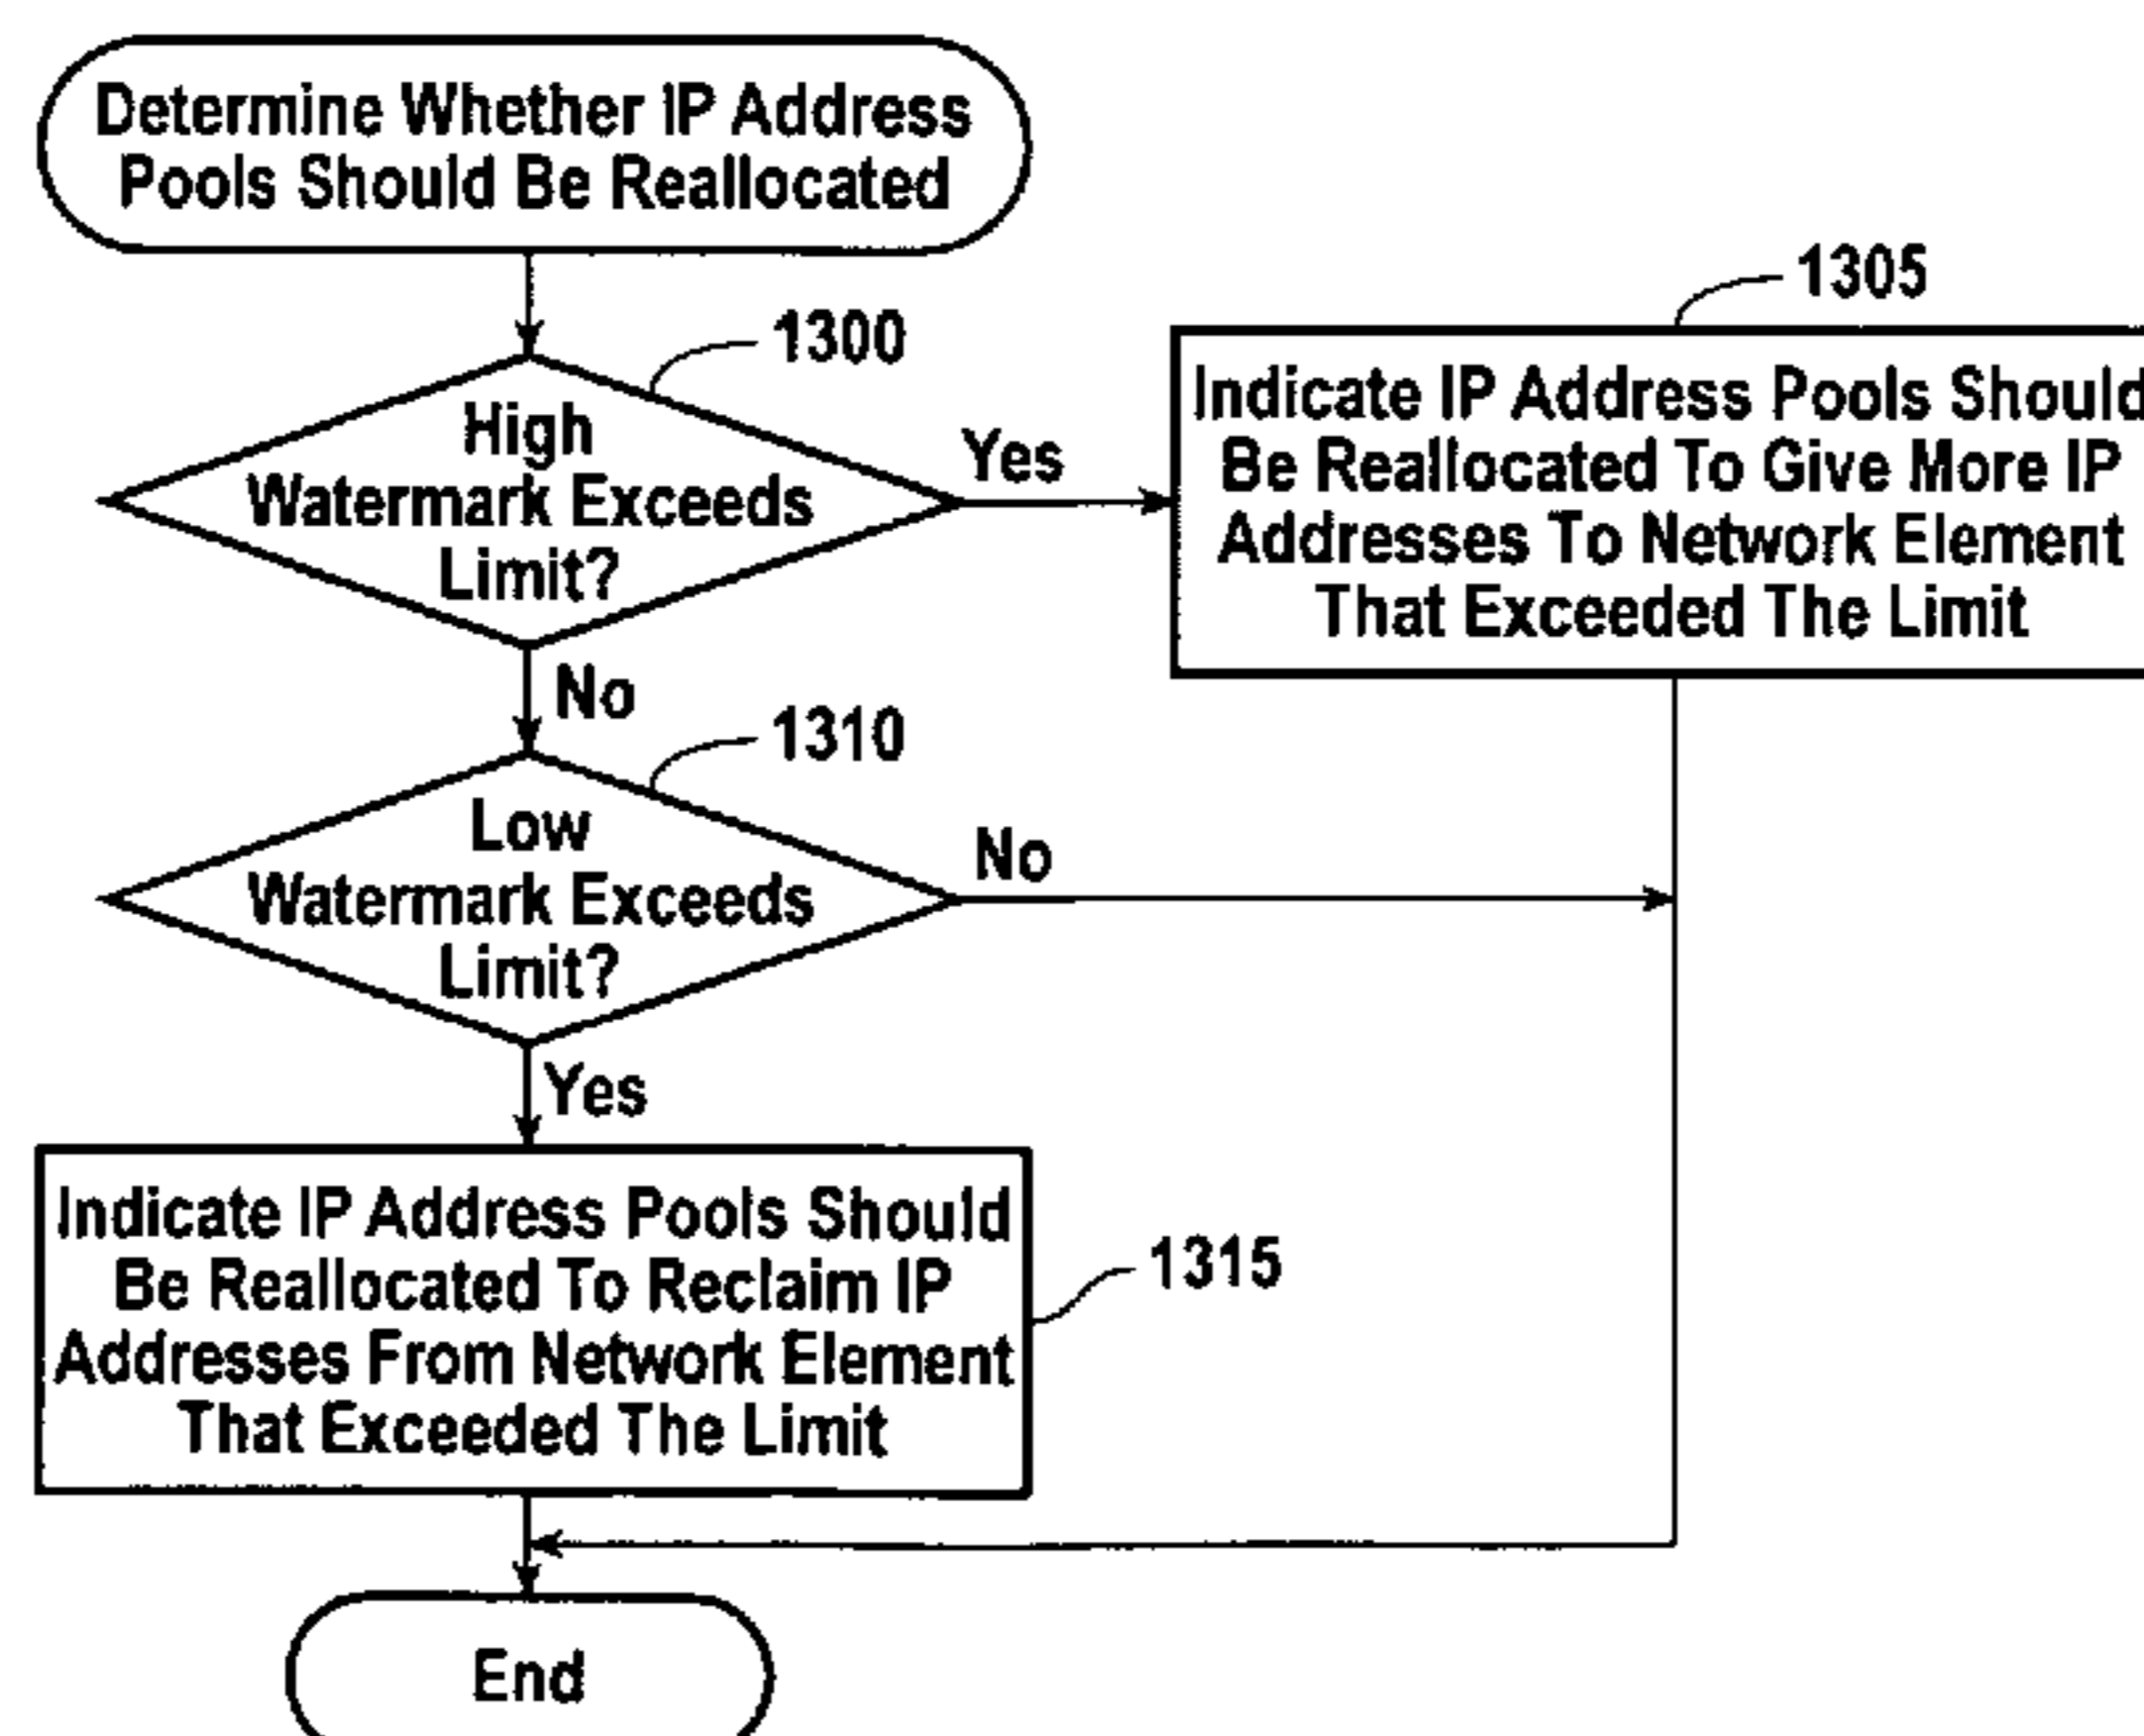 Determine Whether IP Address
Pools Should Be Reallocated
1300
High
Watermark Exceeds
Limit?
Yes
1305
Indicate IP Address Pools Should
Be Reallocated To Give More IP
Addresses To Network Element
That Exceeded The Limit
No
1310
Low
Watermark Exceeds
Limit?
No
Yes
Indicate IP Address Pools Should
Be Reallocated To Reclaim IP
Addresses From Network Element
That Exceeded The Limit
1315
End